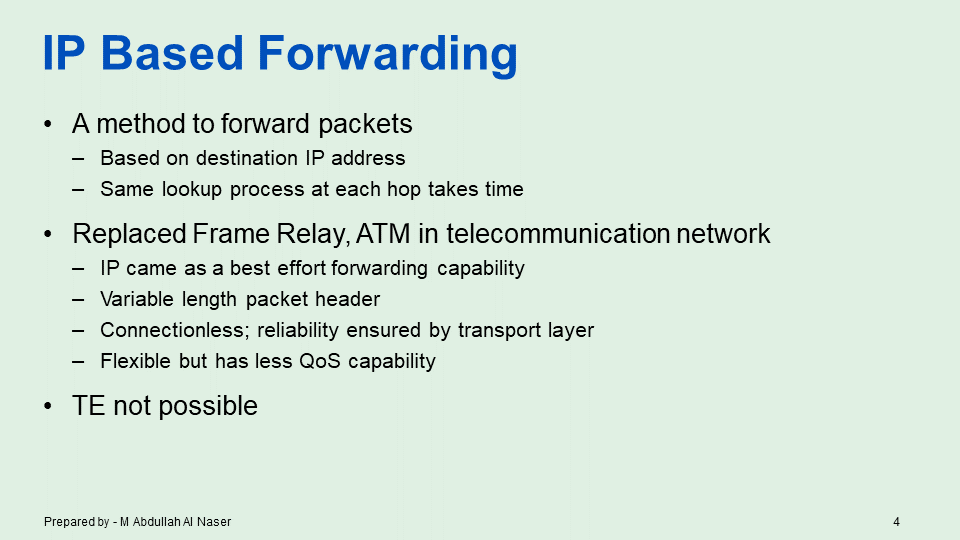 IP Based Forwarding
• A method to forward packets
– Based on destination IP address
– Same lookup process at each hop takes time
• Replaced Frame Relay, ATM in telecommunication network
– IP came as a best effort forwarding capability
– Variable length packet header
– Connectionless; reliability ensured by transport layer
– Flexible but has less QoS capability
• TE not possible
Prepared by - M Abdullah Al Naser
4